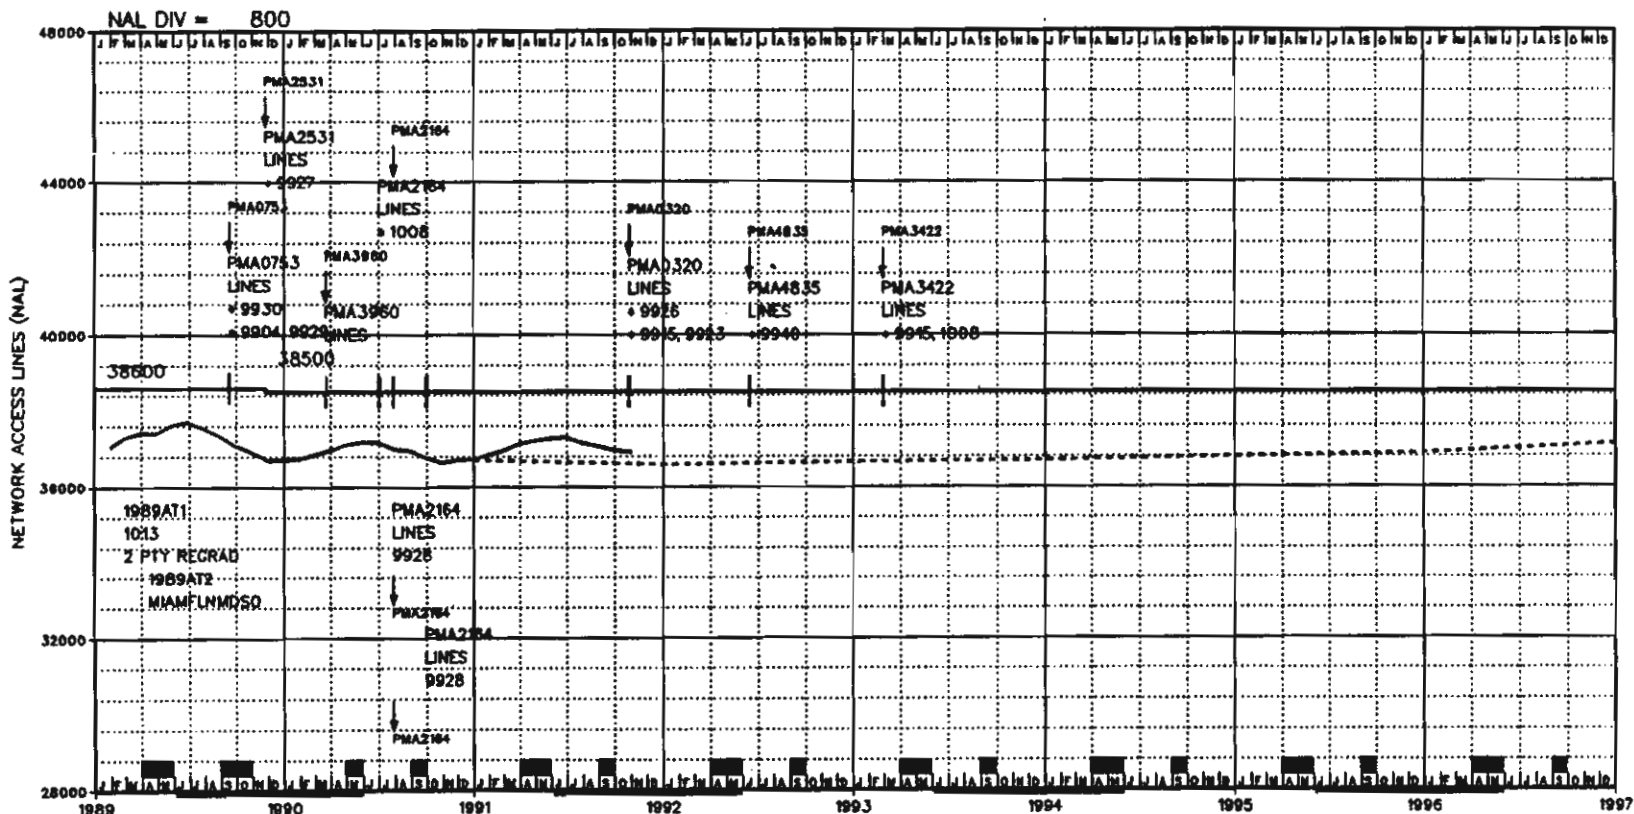 NAL DIV = 800
48000
J F M A M J J A S O N D J F M A M J J A S O N D J F M A M J J A S O N D J F M A M J J A S O N D J F M A M J J A S O N D J F M A M J J A S O N D J F M A M J J A S O N D J F M A M J J A S O N D
PMA2531
PMA2531
LINES
9927
PMA2164
PMA2164
LINES
1008
44000
PMA0753
PMA0753
LINES
9930
9904, 9929
PMA3960
PMA3960
LINES
PMA0320
PMA0320
LINES
9926
9915, 9923
PMA4835
PMA4835
LINES
9940
PMA3422
PMA3422
LINES
9915, 1008
40000
38600
38500
NETWORK ACCESS LINES (NAL)
36000
1989AT1
1013
2 PTY REGRAD
1989AT2
MIAMFLNMDS0
PMA2164
LINES
9928
PMA2164
32000
PMA2164
LINES
9928
PMA2164
J F M A M J J A S O N D J F M A M J J A S O N D J F M A M J J A S O N D J F M A M J J A S O N D J F M A M J J A S O N D J F M A M J J A S O N D J F M A M J J A S O N D J F M A M J J A S O N D
28000
1989 1990 1991 1992 1993 1994 1995 1996 1997